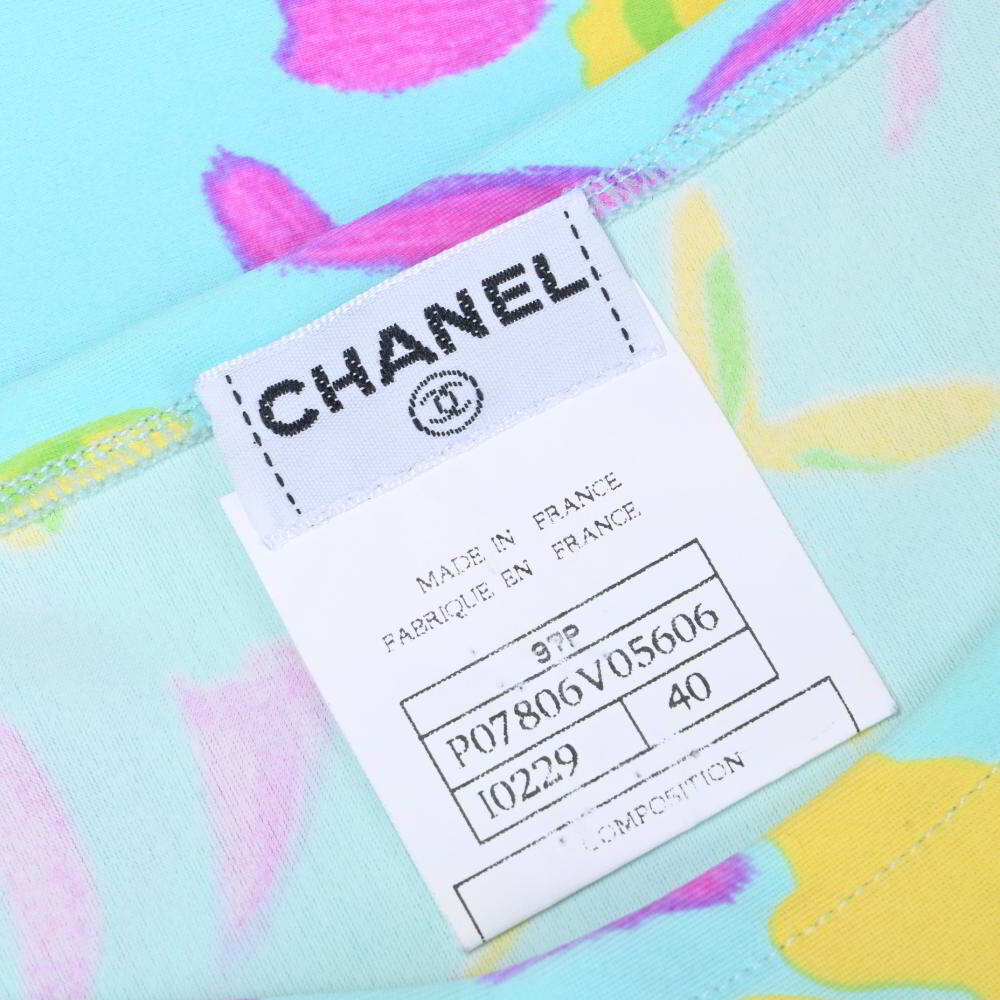 CHANEL
MADE IN FRANCE
FABRIQUE EN FRANCE
97P
P07806V05606
I0229 40
COMPOSITION